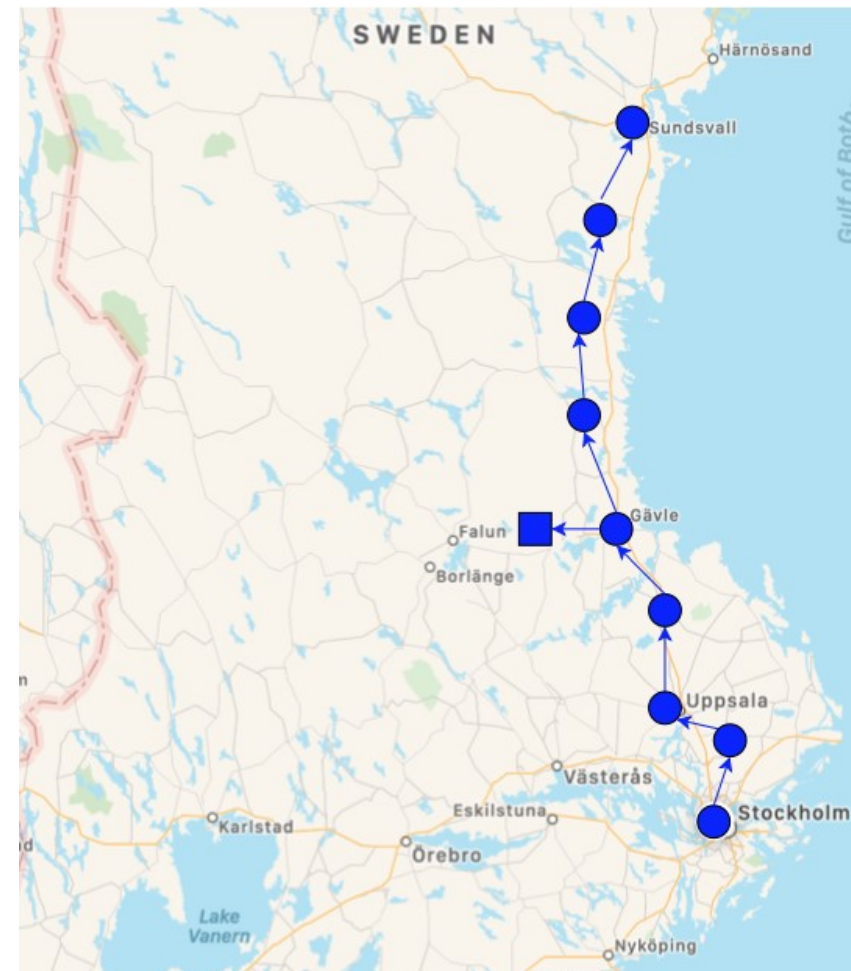 SWEDEN
Härnösand
Sundsvall
Gulf of Both
Gävle
Falun
Borlänge
n
Uppsala
Västerås
Eskilstuna
Stockholm
Karlstad
d
Örebro
Lake
Vanern
Nyköping